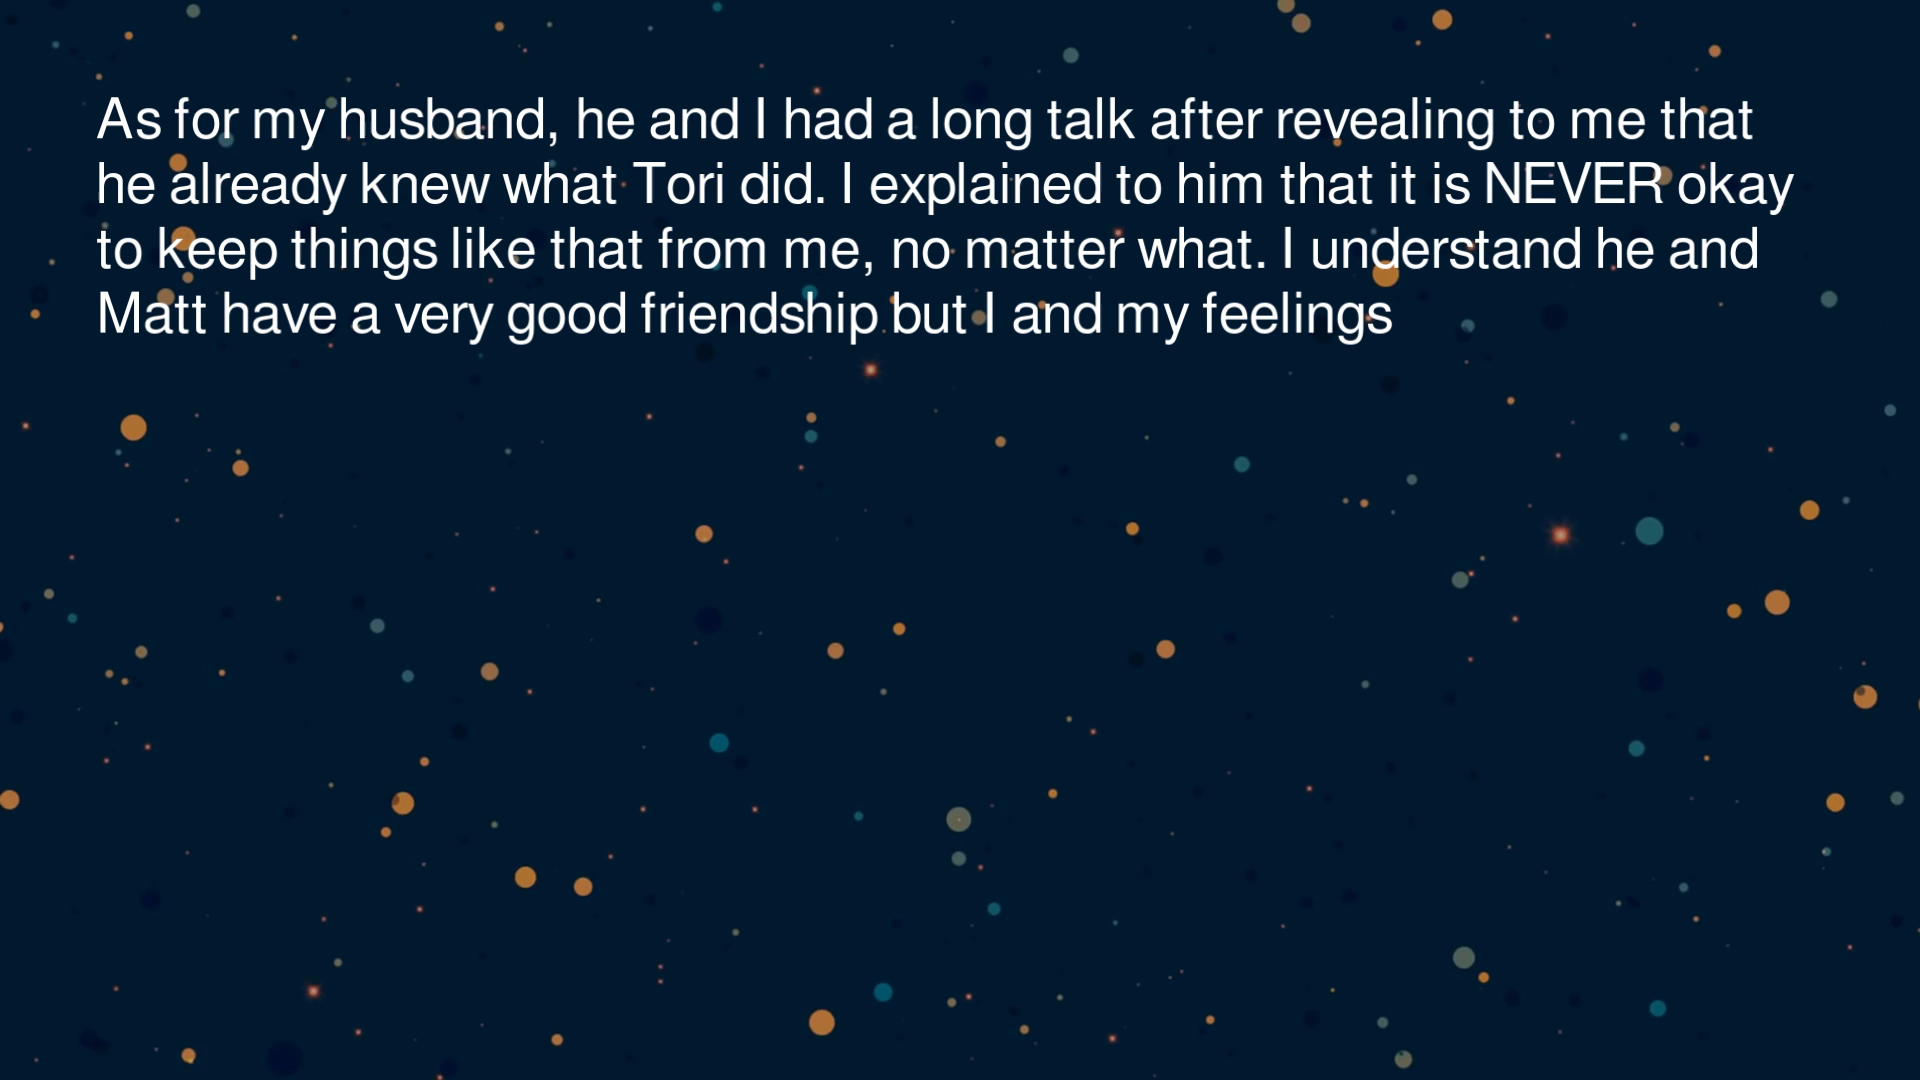 As for my husband, he and I had a long talk after revealing to me that
he already knew what Tori did. I explained to him that it is NEVER okay
to keep things like that from me, no matter what. I understand he and
Matt have a very good friendship but I and my feelings